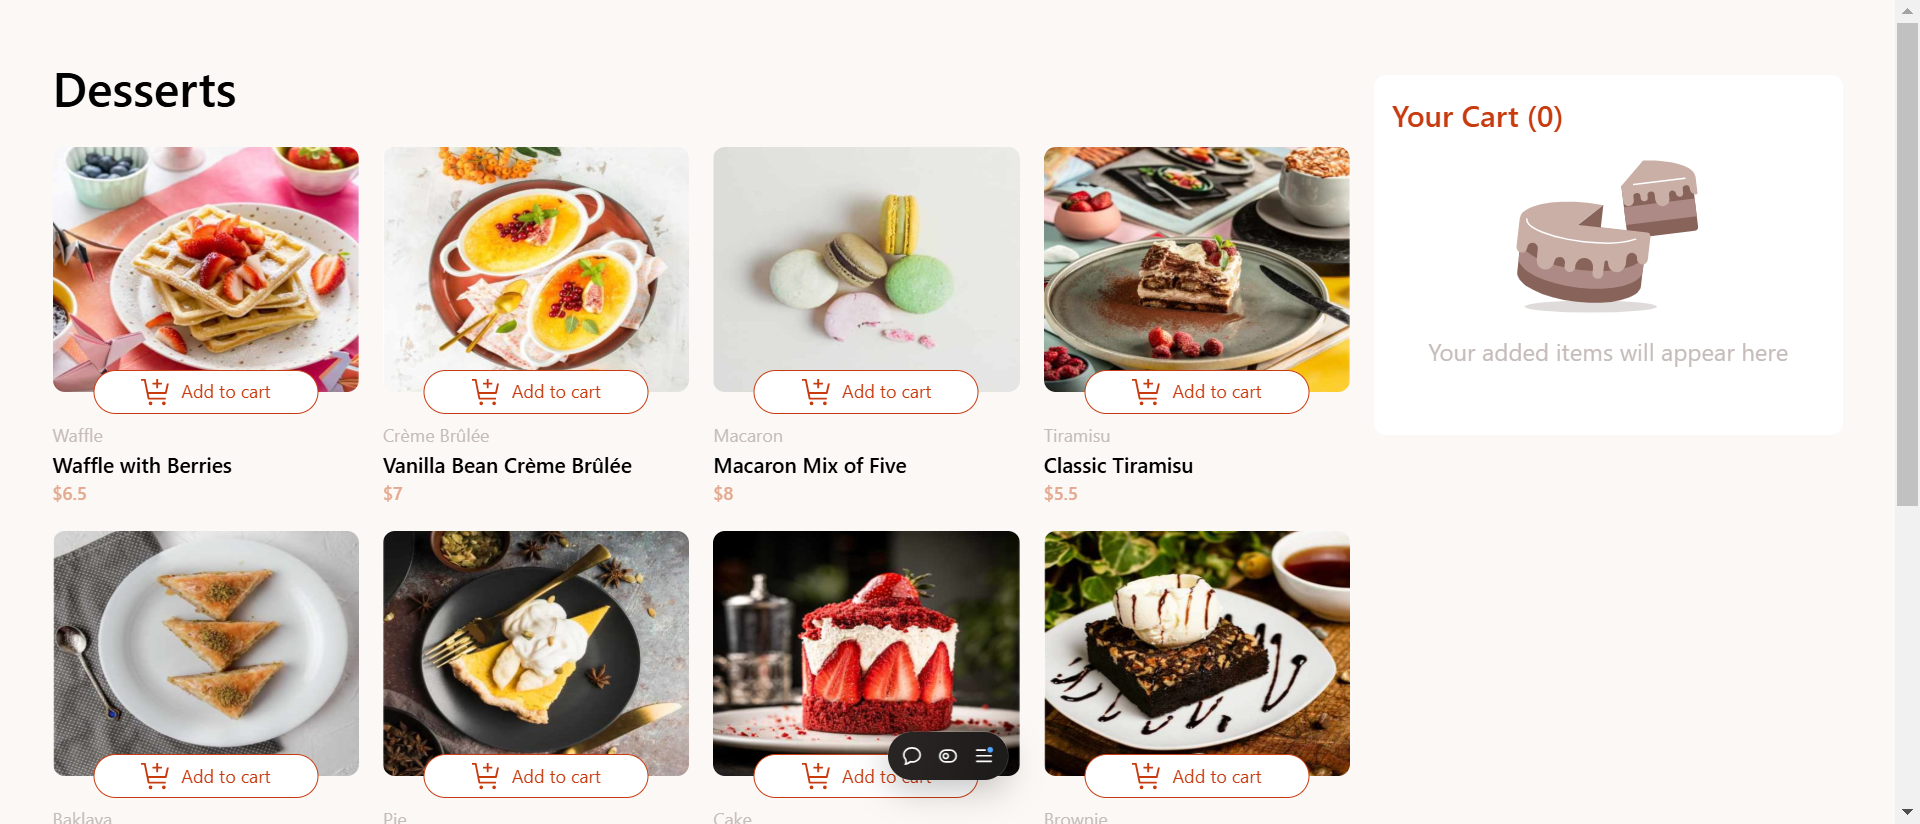 Desserts
Your Cart (0)
Your added items will appear here
Add to cart
Add to cart
Add to cart
Add to cart
Waffle
Crème Brûlée
Macaron
Tiramisu
Waffle with Berries
Vanilla Bean Crème Brûlée
Macaron Mix of Five
Classic Tiramisu
$6.5
$7
$8
$5.5
Add to cart
Add to cart
Add to cart
Add to cart
Baklava
Pie
Cake
Brownie